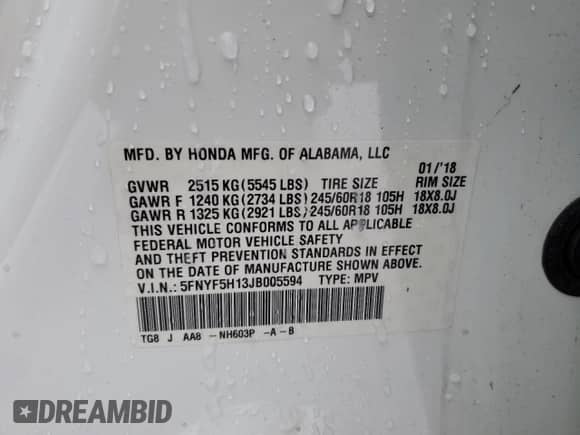 MFD. BY HONDA MFG. OF ALABAMA, LLC
01/'18
GVWR 2515 KG (5545 LBS) TIRE SIZE RIM SIZE
GAWR F 1240 KG (2734 LBS) 245/60R18 105H 18X8.0J
GAWR R 1325 KG (2921 LBS) 245/60R18 105H 18X8.0J
THIS VEHICLE CONFORMS TO ALL APPLICABLE
FEDERAL MOTOR VEHICLE SAFETY
AND THEFT PREVENTION STANDARDS IN EFFECT
ON THE DATE OF MANUFACTURE SHOWN ABOVE.
V.I.N.: 5FNYF5H13JB005594 TYPE: MPV
TG8 J AA8 -NH603P -A-B
DREAMBID